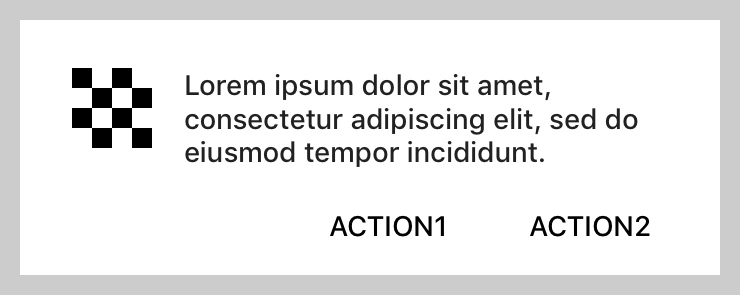 Lorem ipsum dolor sit amet,
consectetur adipiscing elit, sed do
eiusmod tempor incididunt.
ACTION1 ACTION2